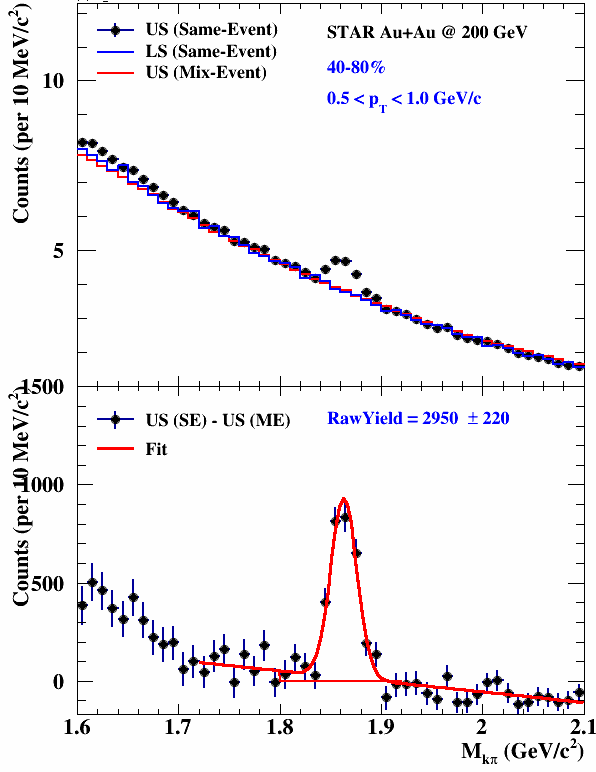 US (Same-Event)
LS (Same-Event)
US (Mix-Event)
STAR Au+Au @ 200 GeV
40-80%
0.5 < p_T < 1.0 GeV/c
Counts (per 10 MeV/c²)
10
5
1500
US (SE) - US (ME)
Fit
RawYield = 2950 ± 220
Counts (per 10 MeV/c²)
1000
500
0
1.6 1.7 1.8 1.9 2 2.1
M_kπ (GeV/c²)